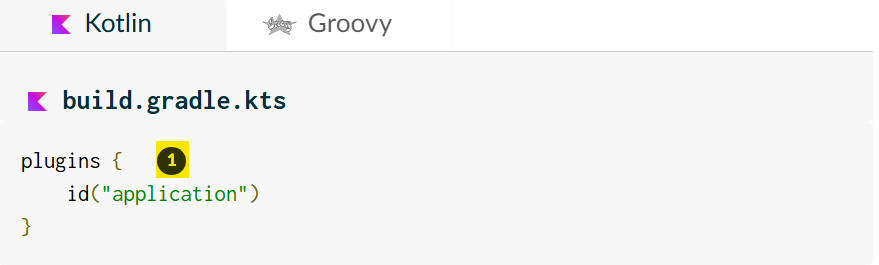 Kotlin Groovy
build.gradle.kts
plugins { 1
    id("application")
}